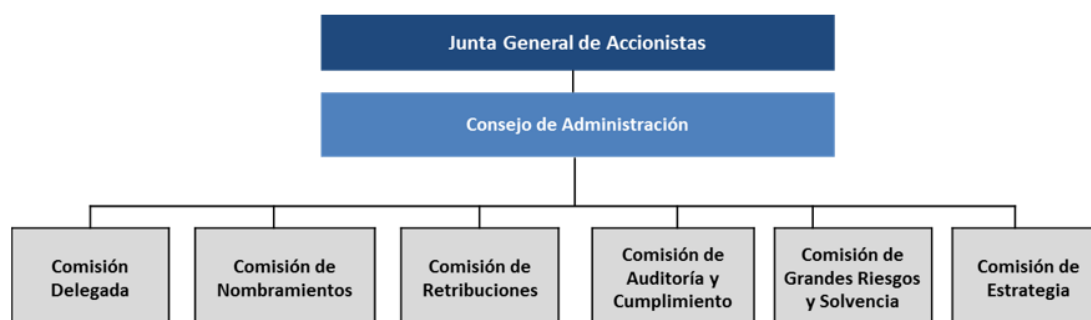 Junta General de Accionistas
Consejo de Administración
Comisión
Delegada
Comisión de
Nombramientos
Comisión de
Retribuciones
Comisión de
Auditoría y
Cumplimiento
Comisión de
Grandes Riesgos
y Solvencia
Comisión de
Estrategia